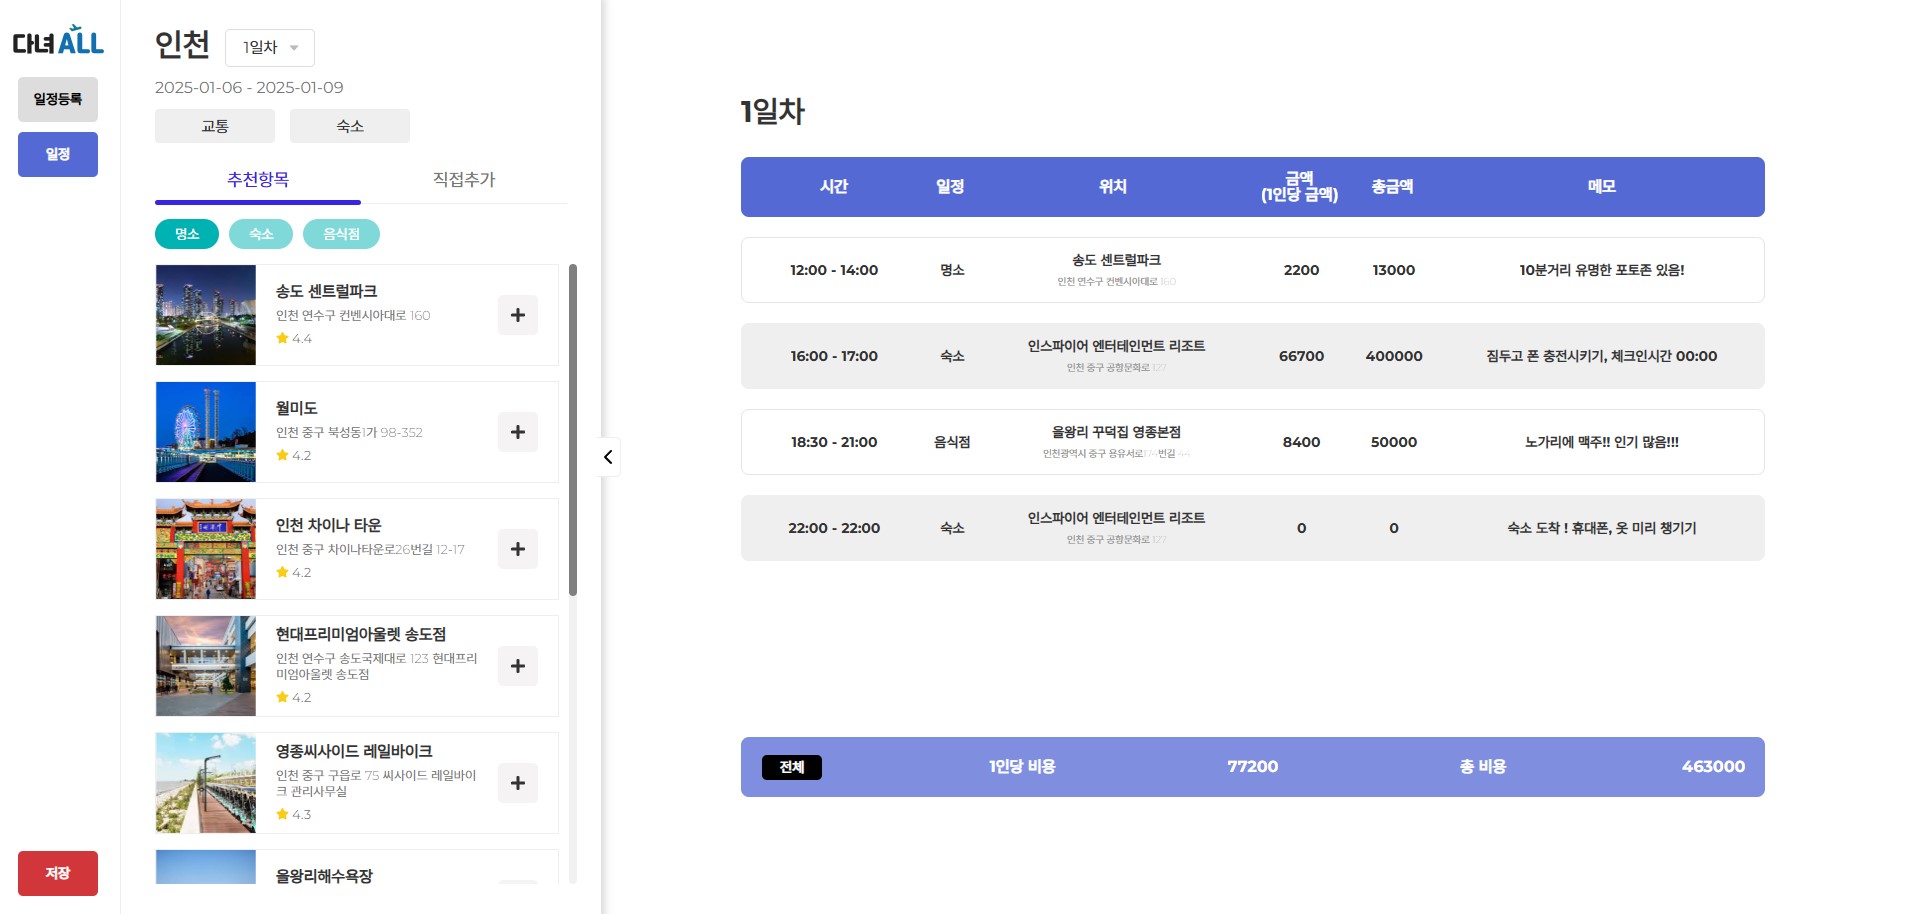 다녀ALL
일정등록
일정
저장
인천
1일차
2025-01-06 - 2025-01-09
교통
숙소
추천항목
직접추가
명소
숙소
음식점
송도 센트럴파크
인천 연수구 컨벤시아대로 160
4.4
월미도
인천 중구 북성동1가 98-352
4.2
인천 차이나 타운
인천 중구 차이나타운로26번길 12-17
4.2
현대프리미엄아울렛 송도점
인천 연수구 송도국제대로 123 현대프리
미엄아울렛 송도점
4.2
영종씨사이드 레일바이크
인천 중구 구읍로 75 씨사이드 레일바이
크 관리사무실
4.3
을왕리해수욕장
1일차
시간 일정 위치 금액 총금액 메모
(1인당 금액)
12:00 - 14:00 명소 송도 센트럴파크 2200 13000 10분거리 유명한 포토존 있음!
인천 연수구 컨벤시아대로 160
16:00 - 17:00 숙소 인스파이어 엔터테인먼트 리조트 66700 400000 짐두고 폰 충전시키기, 체크인시간 00:00
인천 중구 공항문화로 127
18:30 - 21:00 음식점 을왕리 꾸덕집 영종본점 8400 50000 노가리에 맥주!! 인기 많음!!!
인천광역시 중구 용유서로 번길
22:00 - 22:00 숙소 인스파이어 엔터테인먼트 리조트 0 0 숙소 도착 ! 휴대폰, 옷 미리 챙기기
인천 중구 공항문화로 127
전체 1인당 비용 77200 총 비용 463000